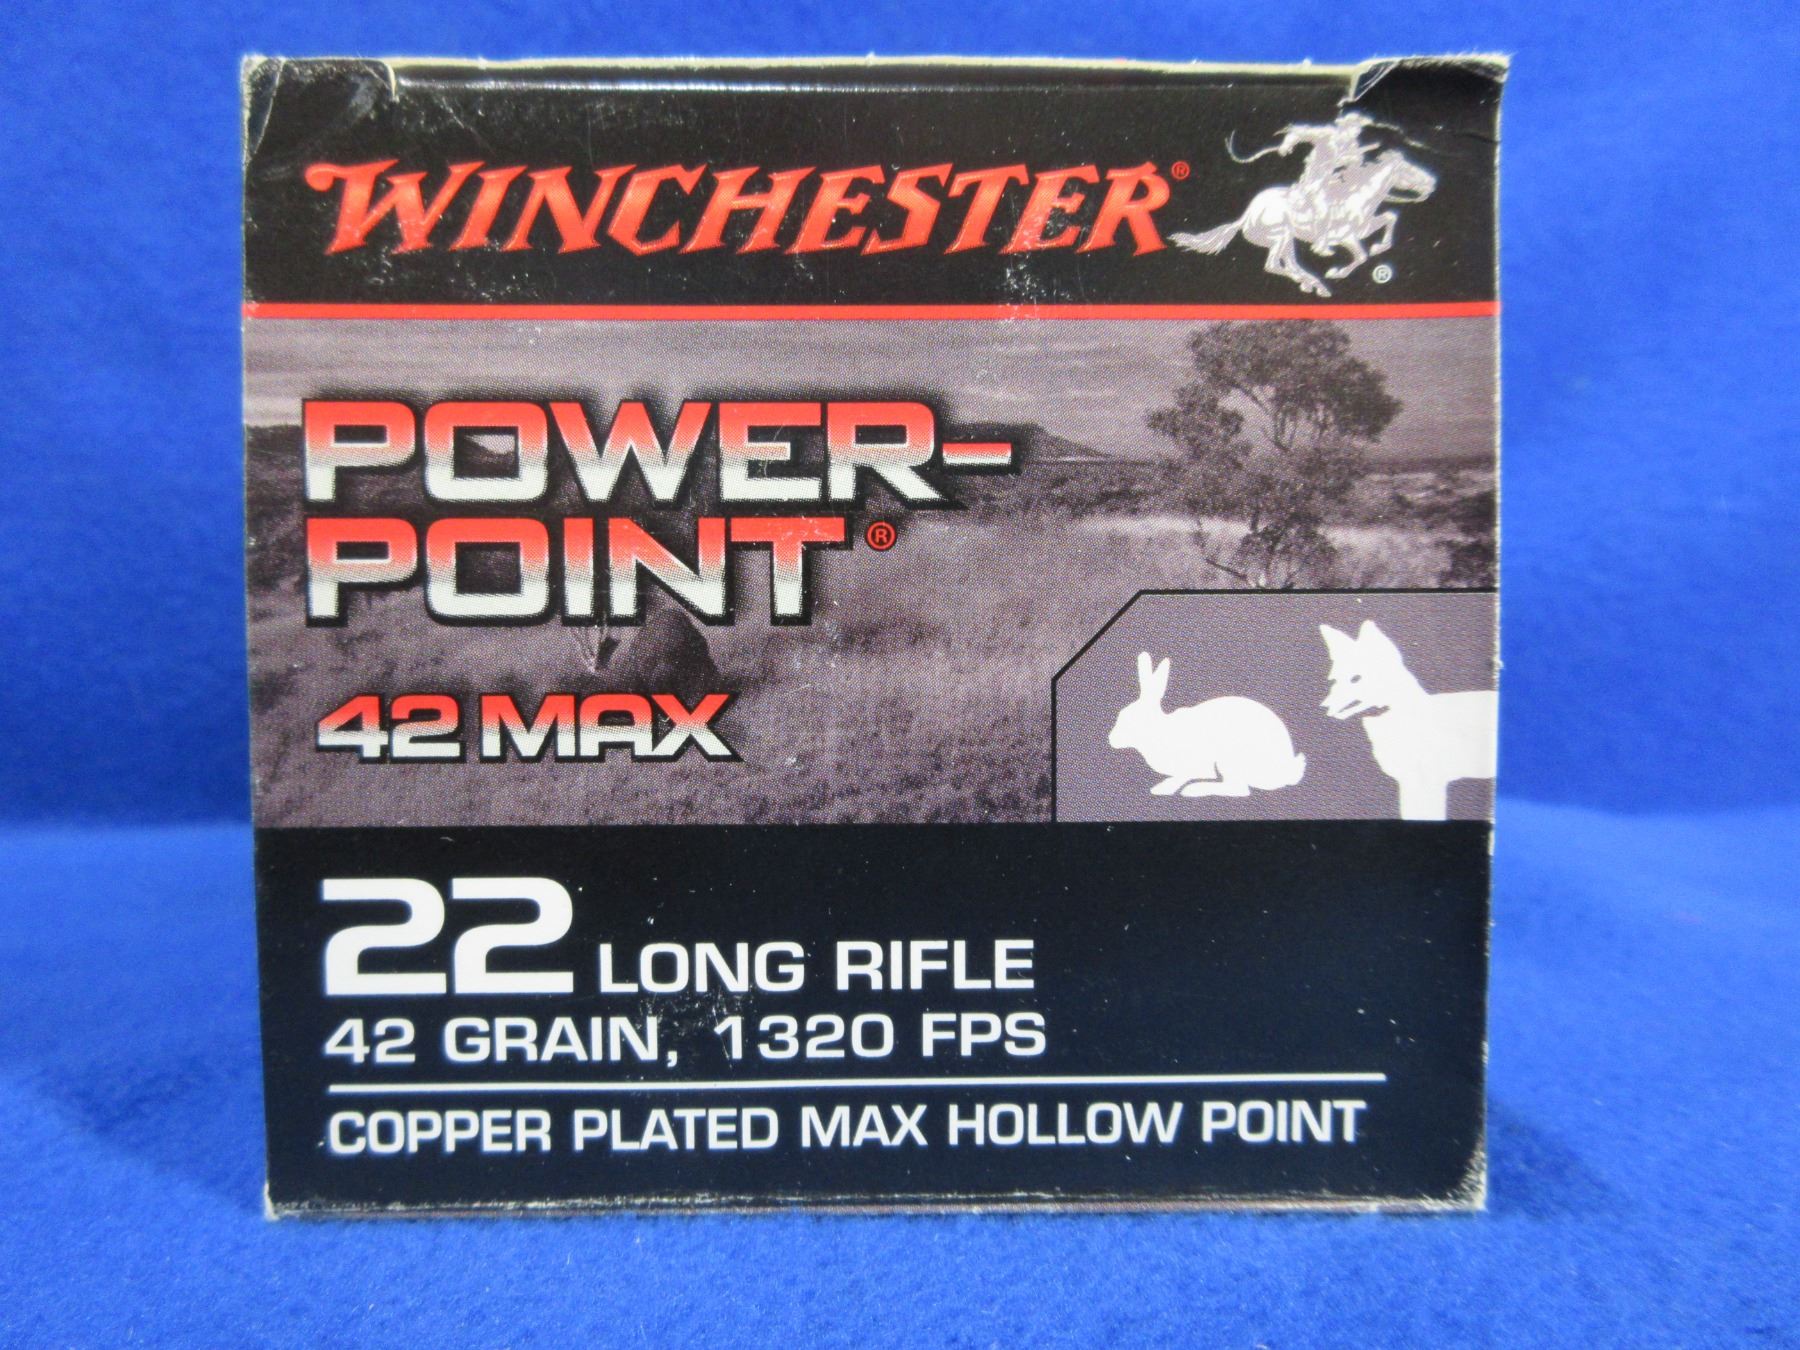 WINCHESTER®
®
POWER-
POINT®
42 MAX
22 LONG RIFLE
42 GRAIN, 1320 FPS
COPPER PLATED MAX HOLLOW POINT